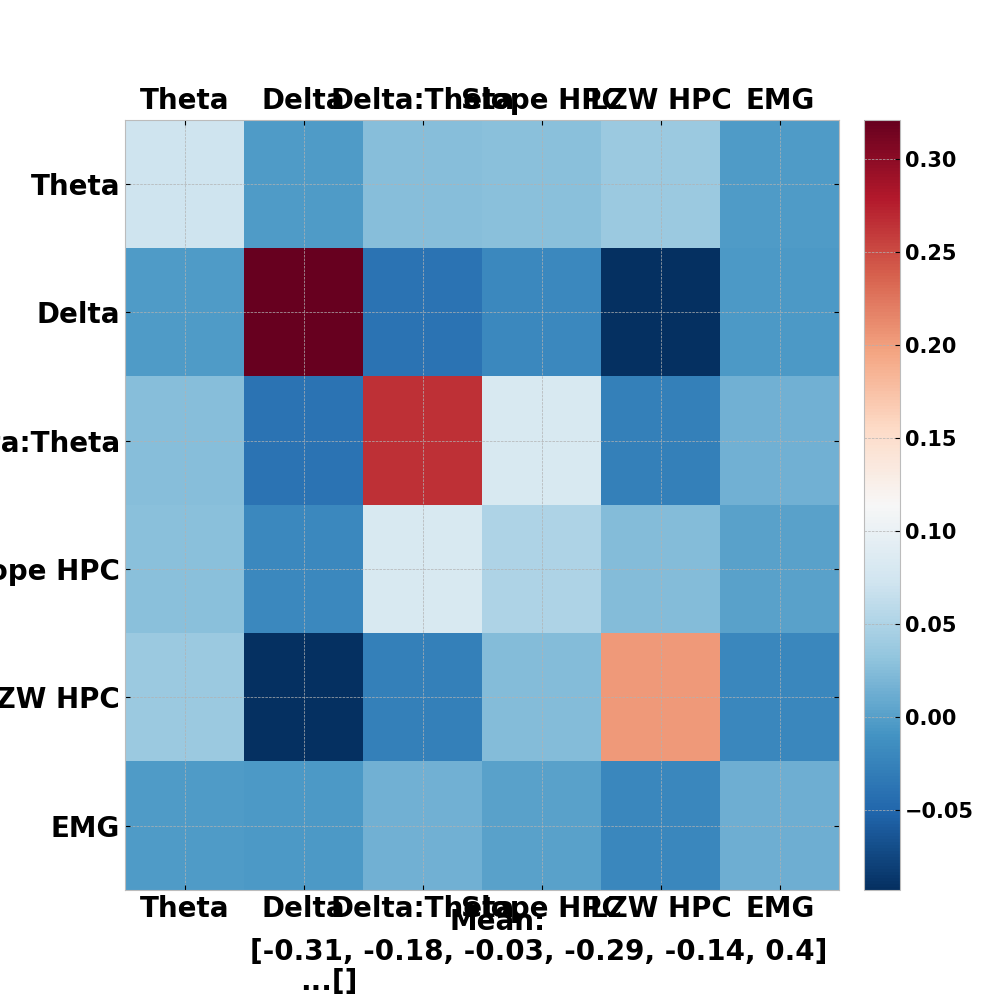 Theta Delta Delta:Theta Slope HPC LZW HPC EMG
Theta
Delta
a:Theta
ope HPC
ZW HPC
EMG
0.30
0.25
0.20
0.15
0.10
0.05
0.00
−0.05
Theta Delta Delta:Theta Slope HPC LZW HPC EMG
Mean:
[-0.31, -0.18, -0.03, -0.29, -0.14, 0.4]
...[]